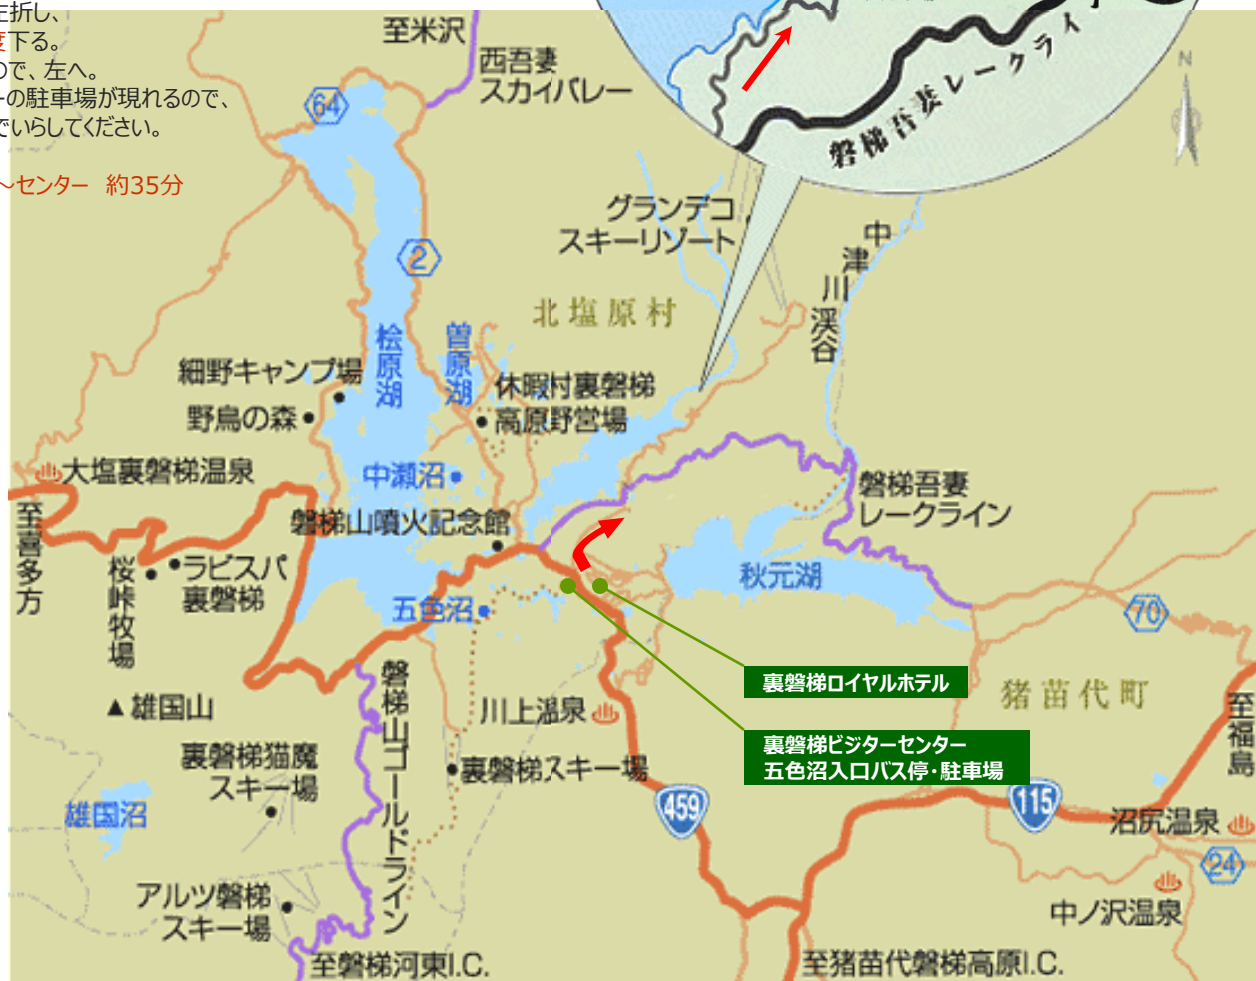 左折し、
度下る。
ので、左へ。
ーの駐車場が現れるので、
でいらしてください。
～センター 約35分
磐梯吾妻レークライ
N
至米沢
西吾妻
スカイバレー
64
グランデコ
スキーリゾート
中津川渓谷
2
北塩原村
桧原湖
曽原湖
細野キャンプ場
野鳥の森
休暇村裏磐梯
高原野営場
大塩裏磐梯温泉
中瀬沼
磐梯吾妻
レークライン
至喜多方
磐梯山噴火記念館
桜峠牧場
ラビスパ
裏磐梯
秋元湖
五色沼
70
裏磐梯ロイヤルホテル
猪苗代町
雄国山
磐梯山ゴールドライン
川上温泉
至福島
裏磐梯ビジターセンター
五色沼入口バス停・駐車場
裏磐梯猫魔
スキー場
裏磐梯スキー場
雄国沼
459
115
沼尻温泉
24
アルツ磐梯
スキー場
中ノ沢温泉
至磐梯河東I.C.
至猪苗代磐梯高原I.C.